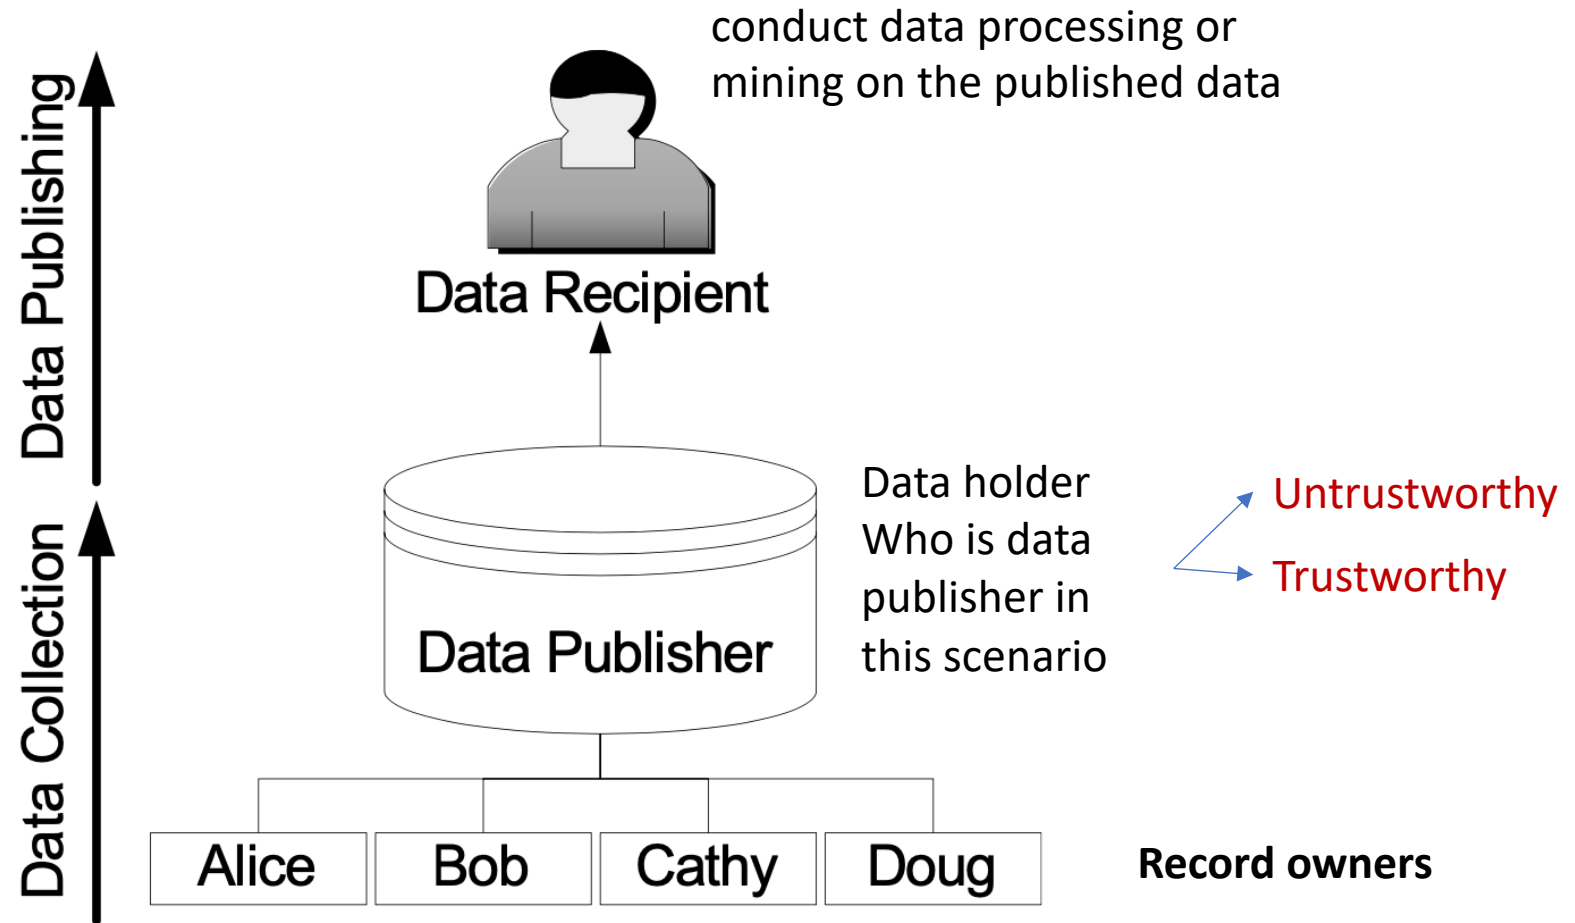 conduct data processing or
mining on the published data
Data Publishing
Data Recipient
Data holder
Who is data
publisher in
this scenario
Untrustworthy
Trustworthy
Data Publisher
Data Collection
Alice
Bob
Cathy
Doug
Record owners